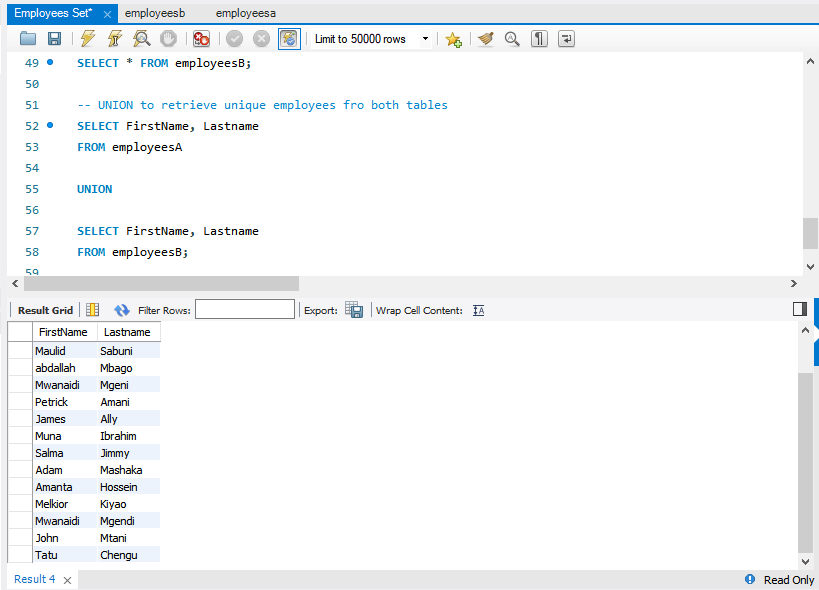 Employees Set* × employeesb employeesa
Limit to 50000 rows
49 SELECT * FROM employeesB;
50
51 -- UNION to retrieve unique employees fro both tables
52 SELECT FirstName, Lastname
53 FROM employeesA
54
55 UNION
56
57 SELECT FirstName, Lastname
58 FROM employeesB;
59
Result Grid Filter Rows: Export: Wrap Cell Content:
FirstName Lastname
Maulid Sabuni
abdallah Mbago
Mwanaidi Mgeni
Petrick Amani
James Ally
Muna Ibrahim
Salma Jimmy
Adam Mashaka
Amanta Hossein
Melkior Kiyao
Mwanaidi Mgendi
John Mtani
Tatu Chengu
Result 4 × Read Only